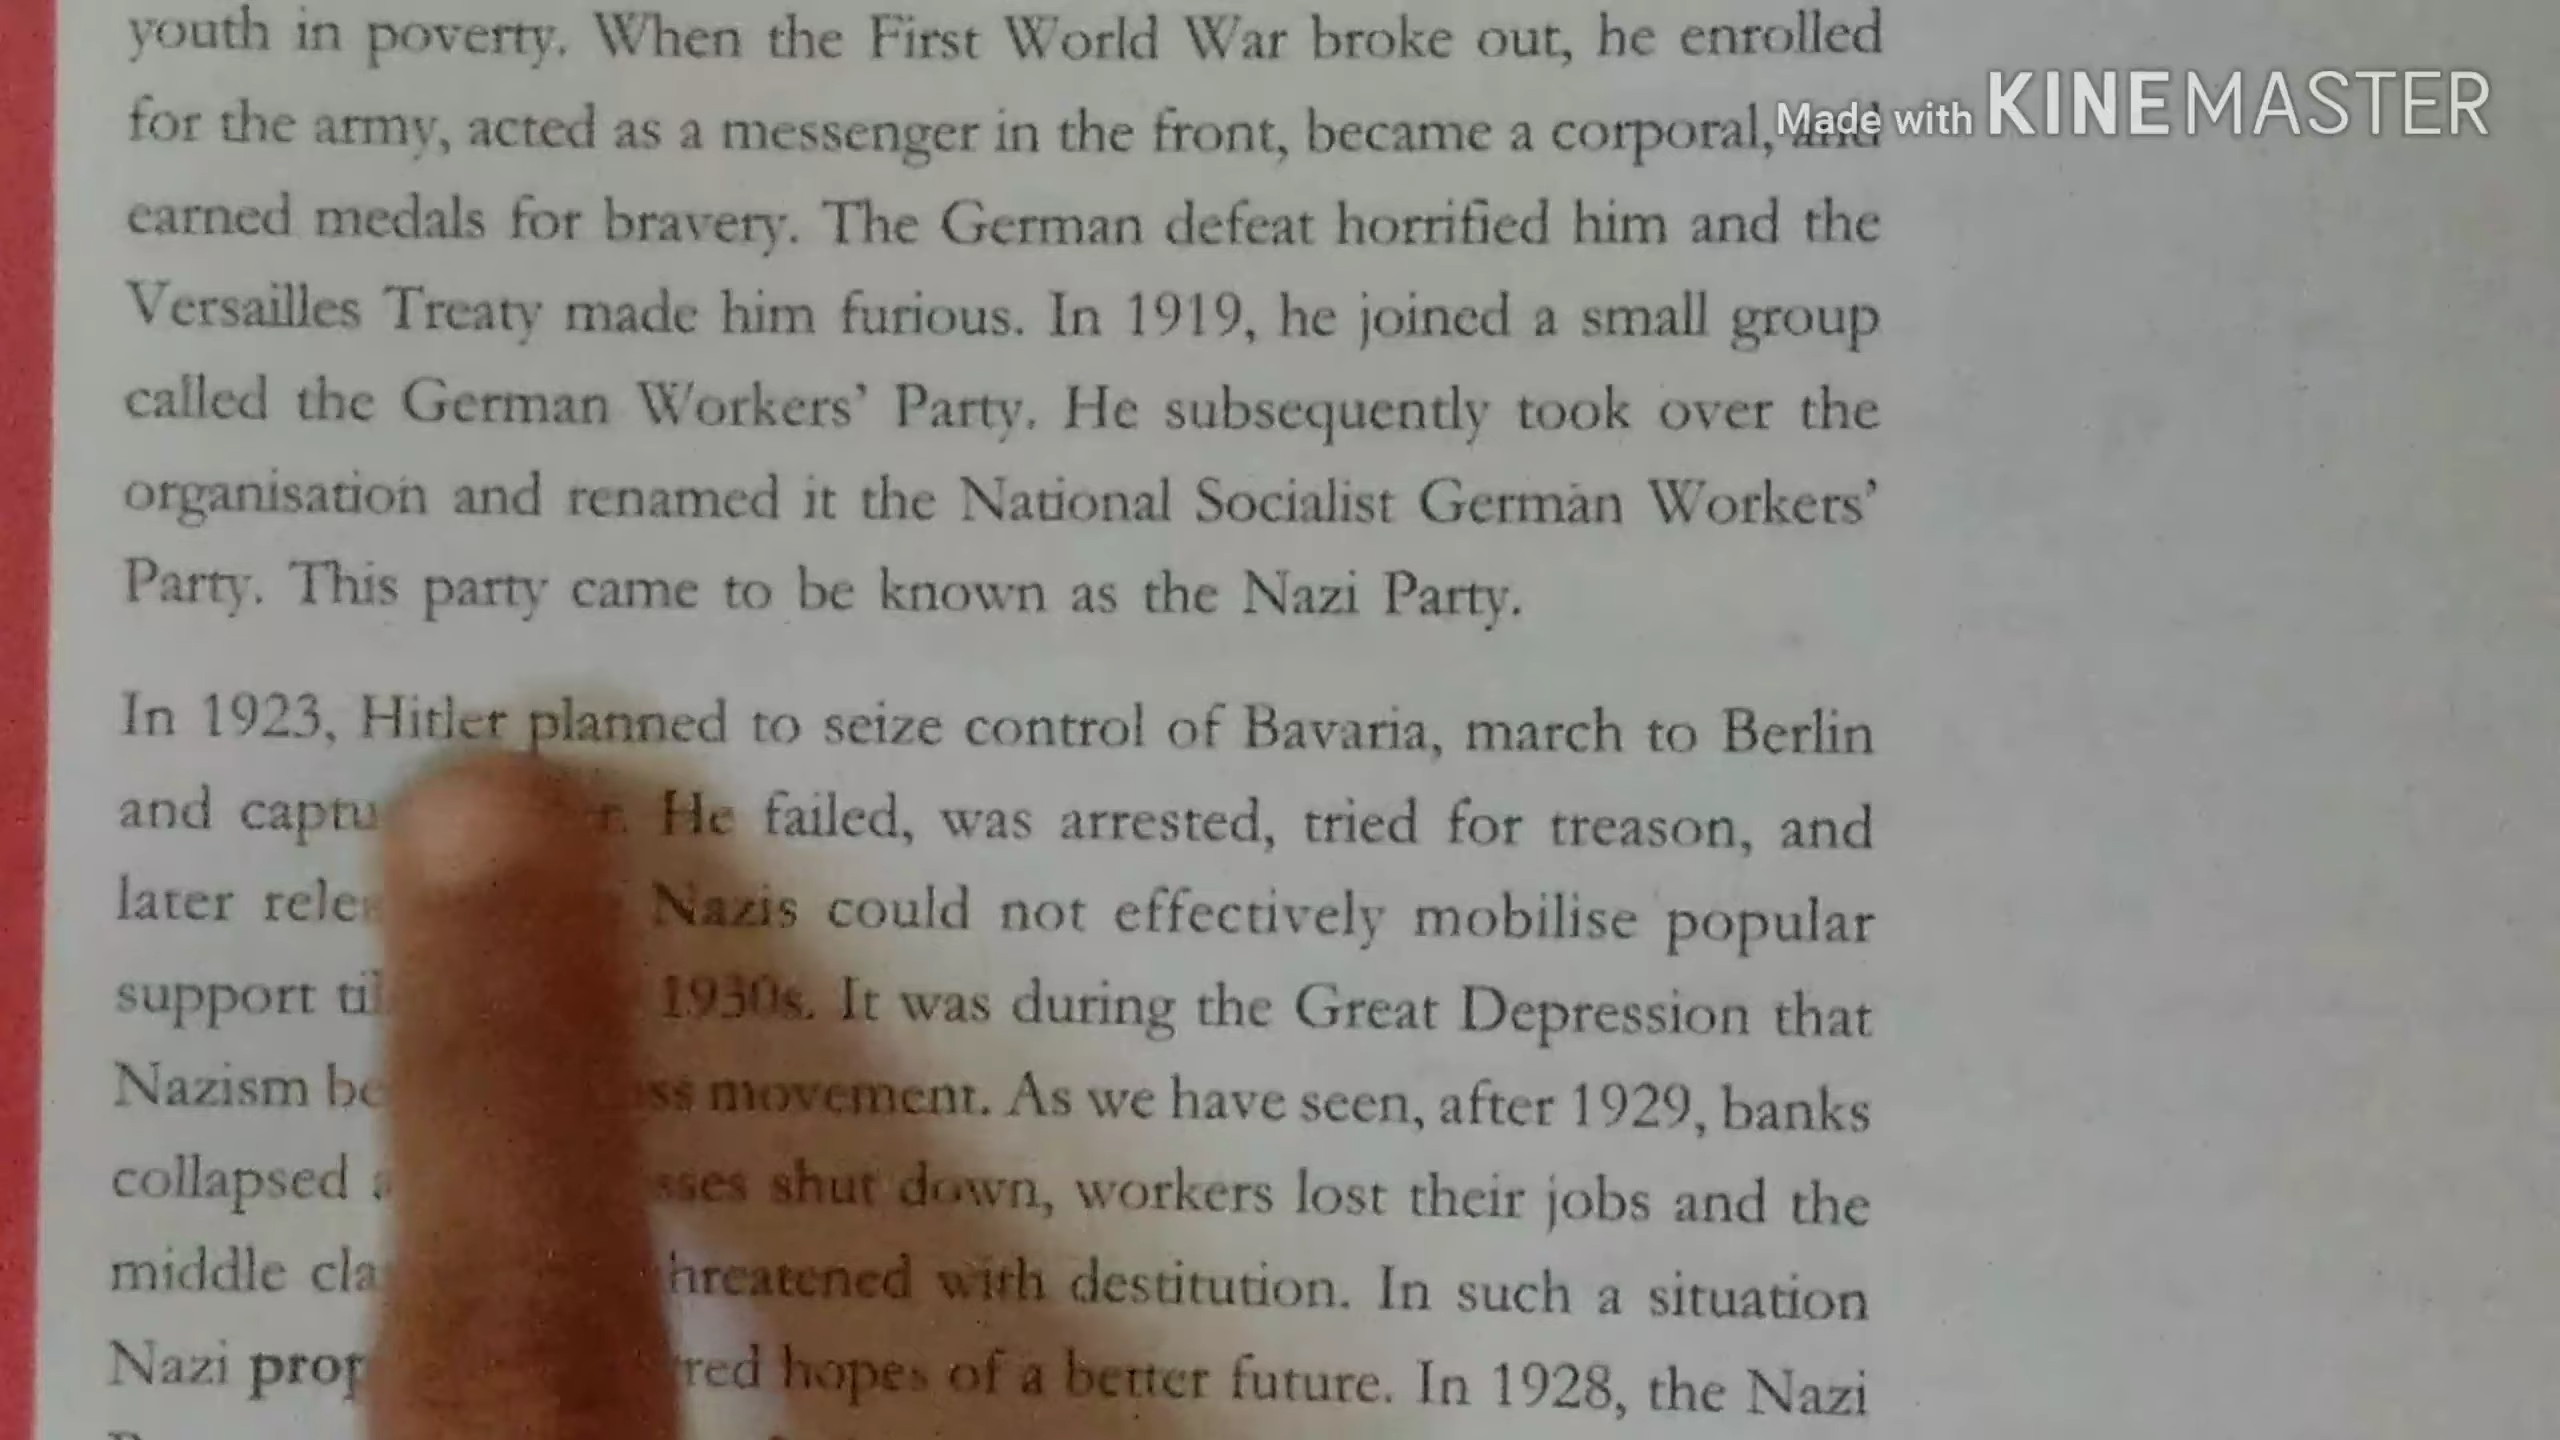 youth in poverty. When the First World War broke out, he enrolled
for the army, acted as a messenger in the front, became a corporal, and
Made with KINEMASTER
earned medals for bravery. The German defeat horrified him and the
Versailles Treaty made him furious. In 1919, he joined a small group
called the German Workers' Party. He subsequently took over the
organisation and renamed it the National Socialist German Workers'
Party. This party came to be known as the Nazi Party.
In 1923, Hitler planned to seize control of Bavaria, march to Berlin
and He failed, was arrested, tried for treason, and
later Nazis could not effectively mobilise popular
support 1930s. It was during the Great Depression that
Nazism movement. As we have seen, after 1929, banks
collapsed shut down, workers lost their jobs and the
middle with destitution. In such a situation
Nazi hopes of a better future. In 1928, the Nazi